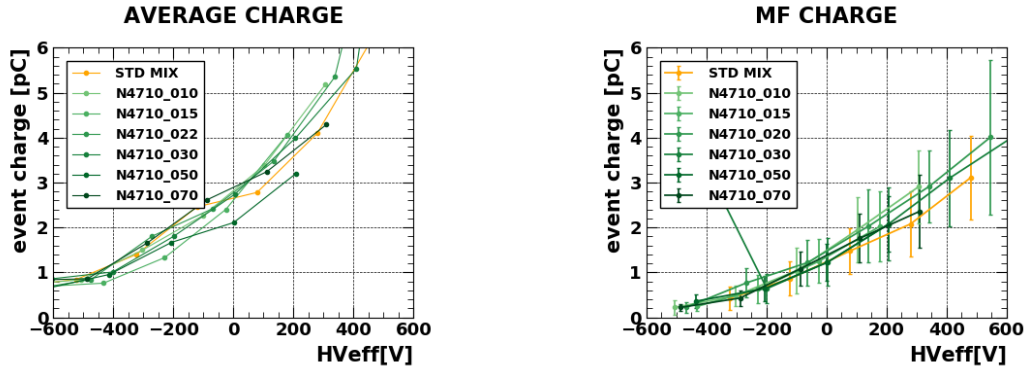 AVERAGE CHARGE
event charge [pC]
6
5
4
3
2
1
0
STD MIX
N4710_010
N4710_015
N4710_022
N4710_030
N4710_050
N4710_070
−600 −400 −200 0 200 400 600
HVeff[V]
MF CHARGE
event charge [pC]
6
5
4
3
2
1
0
STD MIX
N4710_010
N4710_015
N4710_020
N4710_030
N4710_050
N4710_070
−600 −400 −200 0 200 400 600
HVeff[V]